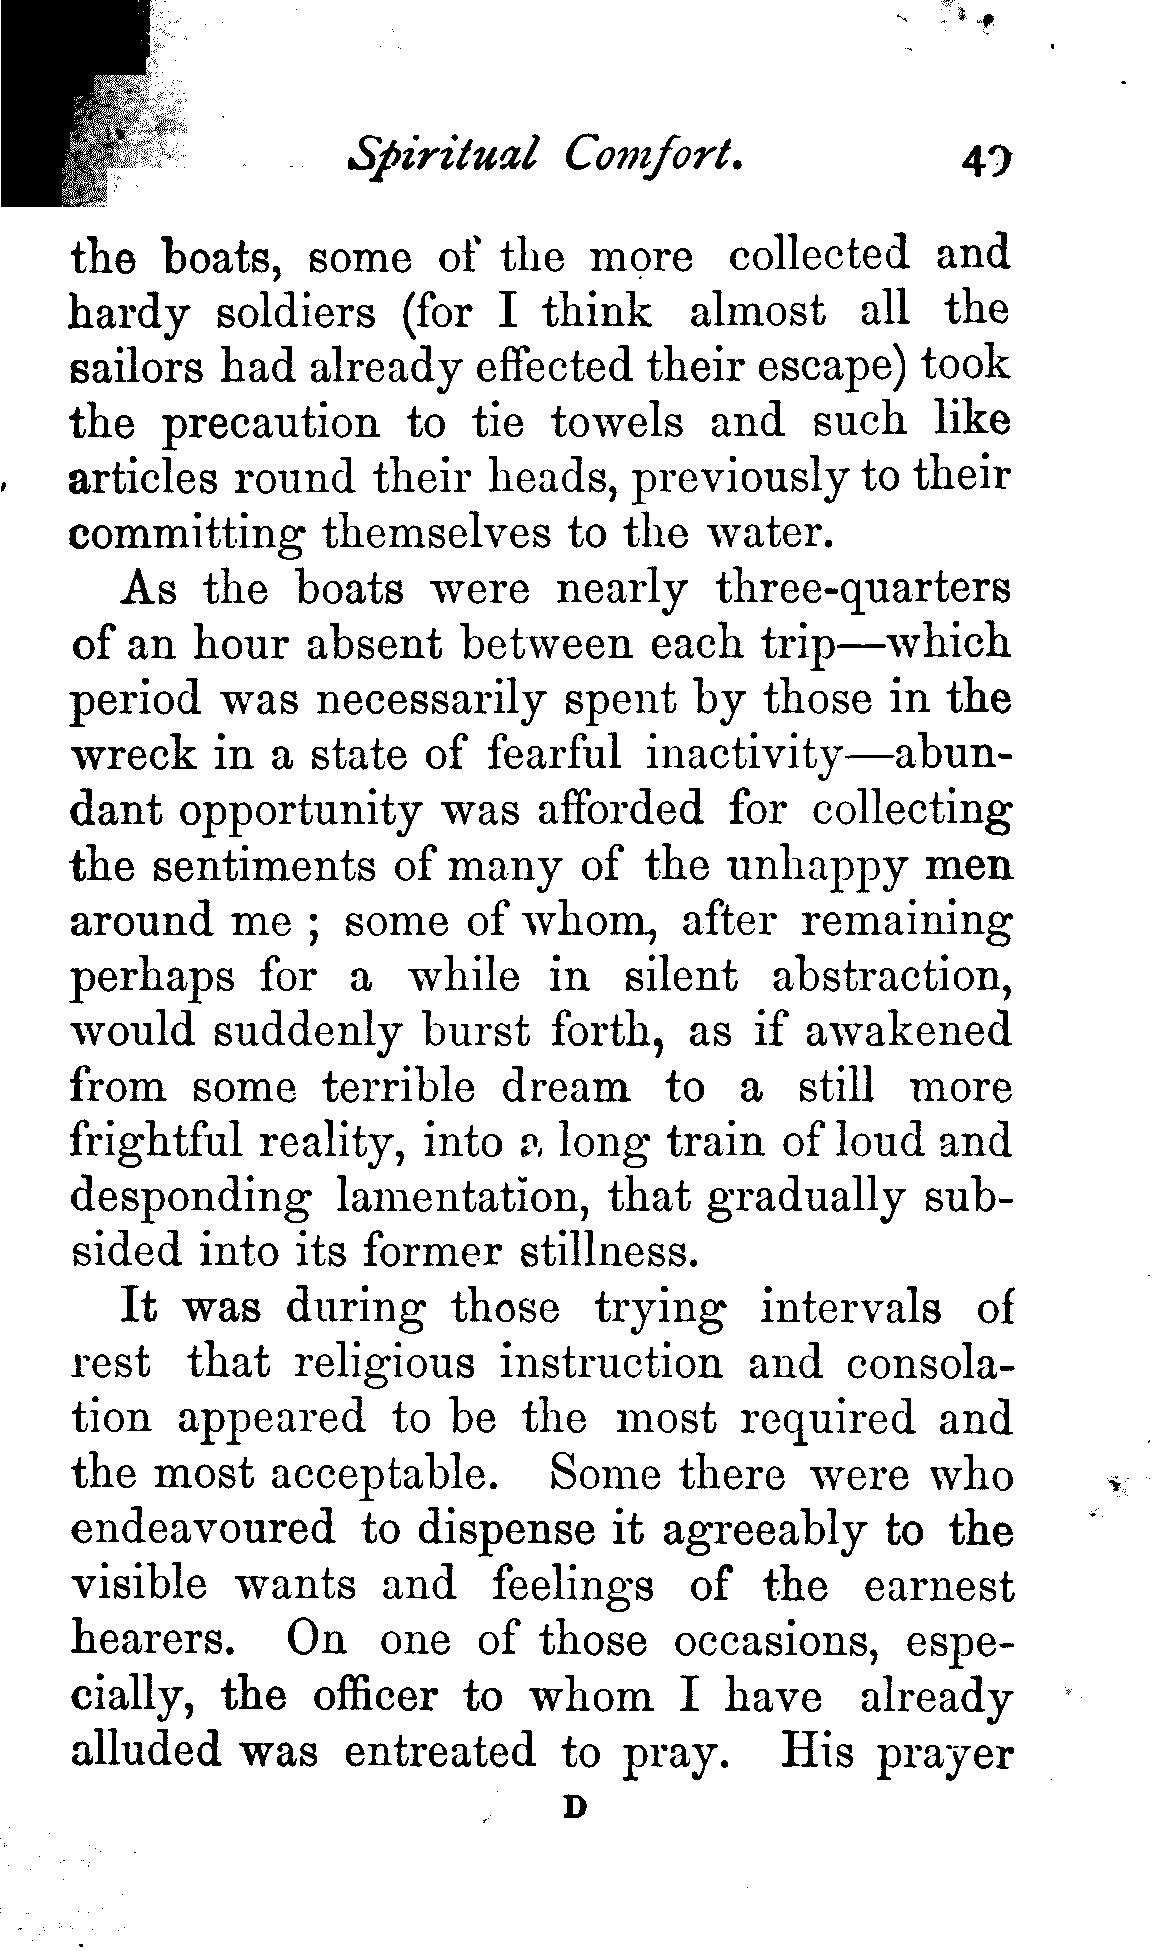 Spiritual Comfort. 49
the boats, some of the more collected and
hardy soldiers (for I think almost all the
sailors had already effected their escape) took
the precaution to tie towels and such like
articles round their heads, previously to their
committing themselves to the water.
As the boats were nearly three-quarters
of an hour absent between each trip—which
period was necessarily spent by those in the
wreck in a state of fearful inactivity—abun-
dant opportunity was afforded for collecting
the sentiments of many of the unhappy men
around me ; some of whom, after remaining
perhaps for a while in silent abstraction,
would suddenly burst forth, as if awakened
from some terrible dream to a still more
frightful reality, into a long train of loud and
desponding lamentation, that gradually sub-
sided into its former stillness.
It was during those trying intervals of
rest that religious instruction and consola-
tion appeared to be the most required and
the most acceptable. Some there were who
endeavoured to dispense it agreeably to the
visible wants and feelings of the earnest
hearers. On one of those occasions, espe-
cially, the officer to whom I have already
alluded was entreated to pray. His prayer
D